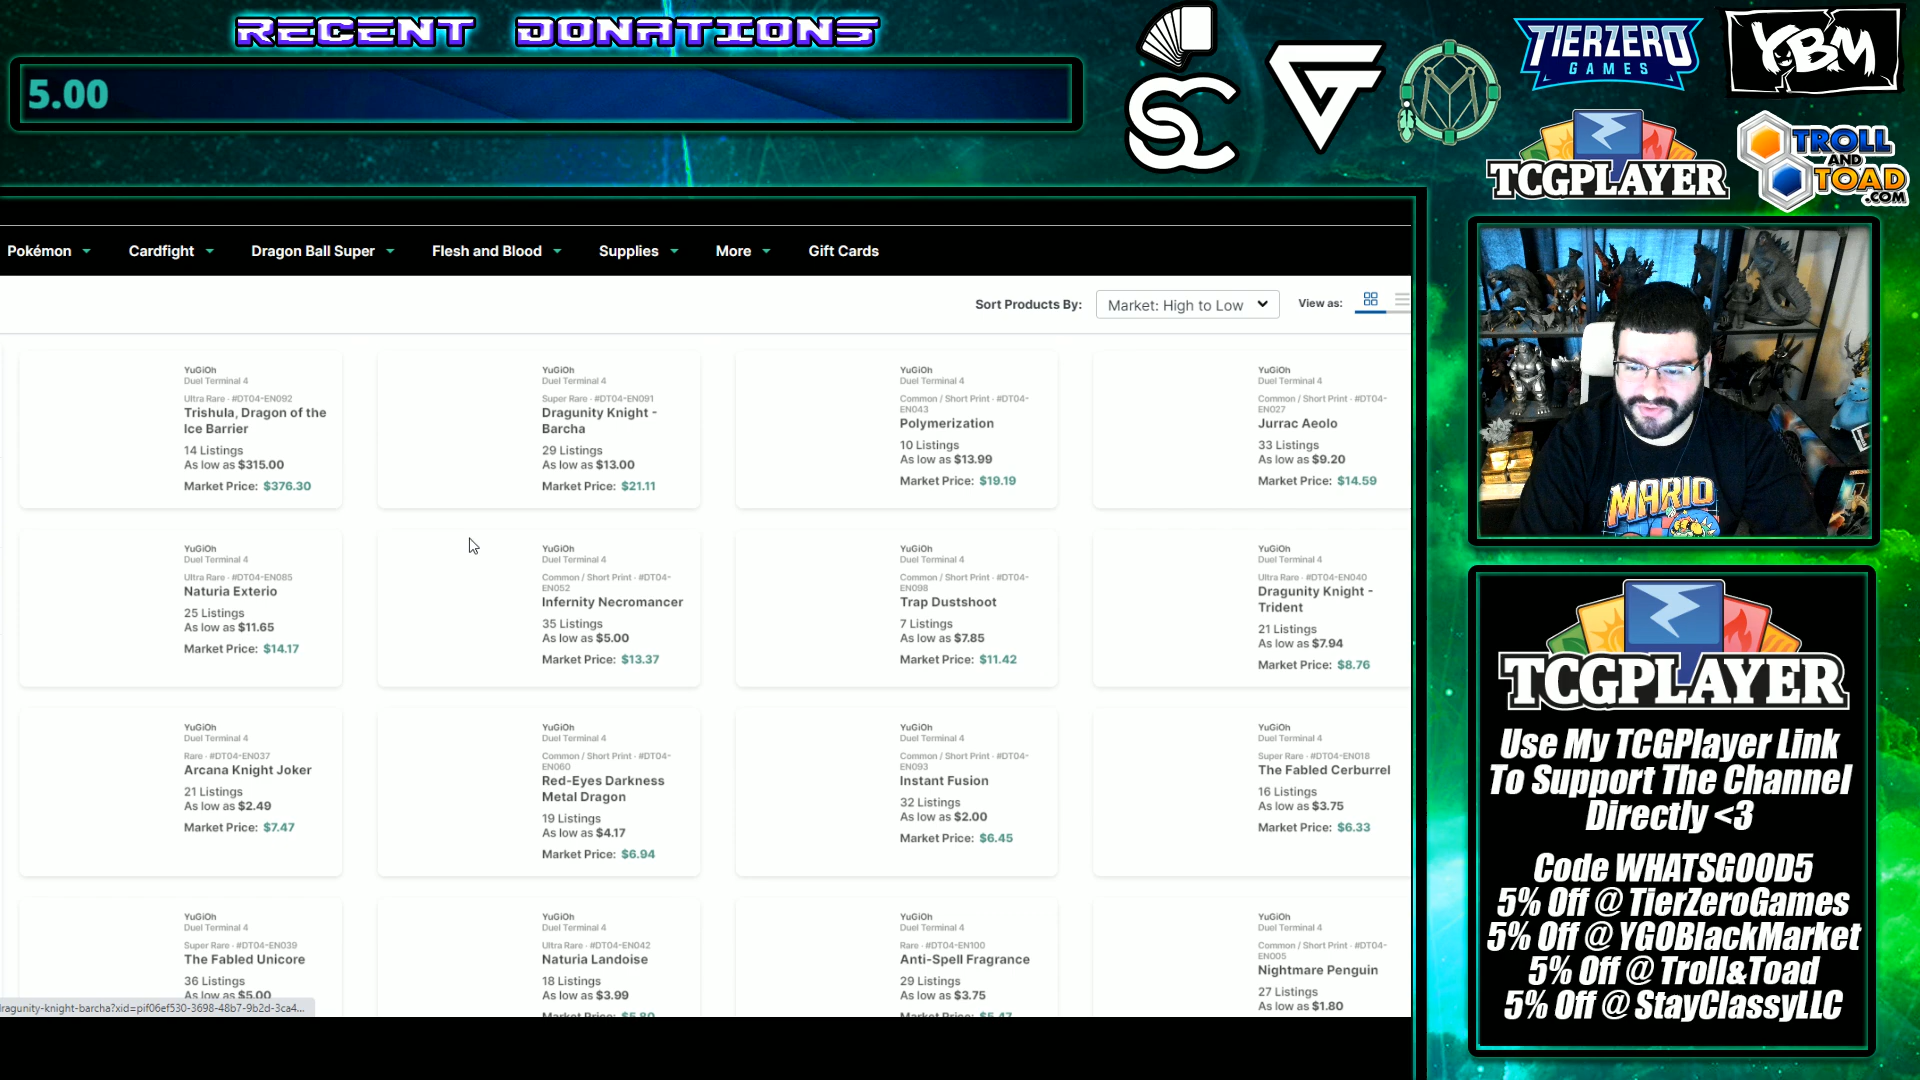 RECENT DONATIONS
5.00
SC
TIERZERO
GAMES
YBM
TCGPLAYER
TROLL
AND
TOAD
.COM
Pokémon
Cardfight
Dragon Ball Super
Flesh and Blood
Supplies
More
Gift Cards
Sort Products By:
Market: High to Low
View as:
YuGiOh
Duel Terminal 4
Ultra Rare · #DT04-EN092
Trishula, Dragon of the
Ice Barrier
14 Listings
As low as $315.00
Market Price: $376.30
YuGiOh
Duel Terminal 4
Super Rare · #DT04-EN091
Dragunity Knight -
Barcha
29 Listings
As low as $13.00
Market Price: $21.11
YuGiOh
Duel Terminal 4
Common / Short Print · #DT04-
EN043
Polymerization
10 Listings
As low as $13.99
Market Price: $19.19
YuGiOh
Duel Terminal 4
Common / Short Print · #DT04-
EN027
Jurrac Aeolo
33 Listings
As low as $9.20
Market Price: $14.59
YuGiOh
Duel Terminal 4
Ultra Rare · #DT04-EN085
Naturia Exterio
25 Listings
As low as $11.65
Market Price: $14.17
YuGiOh
Duel Terminal 4
Common / Short Print · #DT04-
EN052
Infernity Necromancer
35 Listings
As low as $5.00
Market Price: $13.37
YuGiOh
Duel Terminal 4
Common / Short Print · #DT04-
EN098
Trap Dustshoot
7 Listings
As low as $7.85
Market Price: $11.42
YuGiOh
Duel Terminal 4
Ultra Rare · #DT04-EN040
Dragunity Knight -
Trident
21 Listings
As low as $7.94
Market Price: $8.76
YuGiOh
Duel Terminal 4
Rare · #DT04-EN037
Arcana Knight Joker
21 Listings
As low as $2.49
Market Price: $7.47
YuGiOh
Duel Terminal 4
Common / Short Print · #DT04-
EN060
Red-Eyes Darkness
Metal Dragon
19 Listings
As low as $4.17
Market Price: $6.94
YuGiOh
Duel Terminal 4
Common / Short Print · #DT04-
EN093
Instant Fusion
32 Listings
As low as $2.00
Market Price: $6.45
YuGiOh
Duel Terminal 4
Super Rare · #DT04-EN018
The Fabled Cerburrel
16 Listings
As low as $3.75
Market Price: $6.33
YuGiOh
Duel Terminal 4
Super Rare · #DT04-EN039
The Fabled Unicore
36 Listings
As low as $5.00
YuGiOh
Duel Terminal 4
Ultra Rare · #DT04-EN042
Naturia Landoise
18 Listings
As low as $3.99
Market Price: $5.80
YuGiOh
Duel Terminal 4
Rare · #DT04-EN100
Anti-Spell Fragrance
29 Listings
As low as $3.75
Market Price: $5.47
YuGiOh
Duel Terminal 4
Common / Short Print · #DT04-
EN005
Nightmare Penguin
27 Listings
As low as $1.80
ragunity-knight-barcha?xid=pif06ef530-3698-48b7-9b2d-3ca4...
MARIO
TCGPLAYER
Use My TCGPlayer Link
To Support The Channel
Directly <3
Code WHATSGOOD5
5% Off @ TierZeroGames
5% Off @ YGOBlackMarket
5% Off @ Troll&Toad
5% Off @ StayClassyLLC